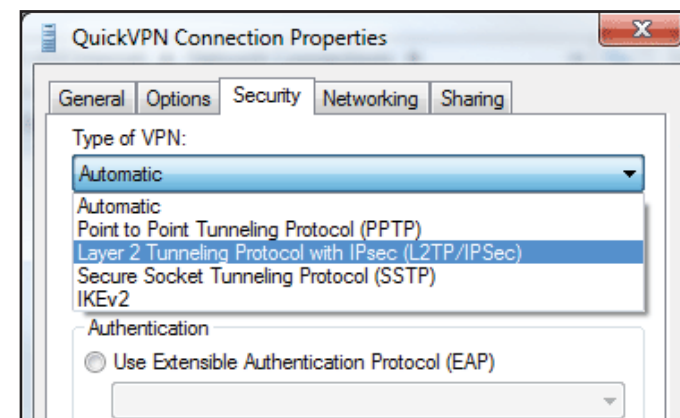 QuickVPN Connection Properties
General Options Security Networking Sharing
Type of VPN:
Automatic
Automatic
Point to Point Tunneling Protocol (PPTP)
Layer 2 Tunneling Protocol with IPsec (L2TP/IPSec)
Secure Socket Tunneling Protocol (SSTP)
IKEv2
Authentication
Use Extensible Authentication Protocol (EAP)